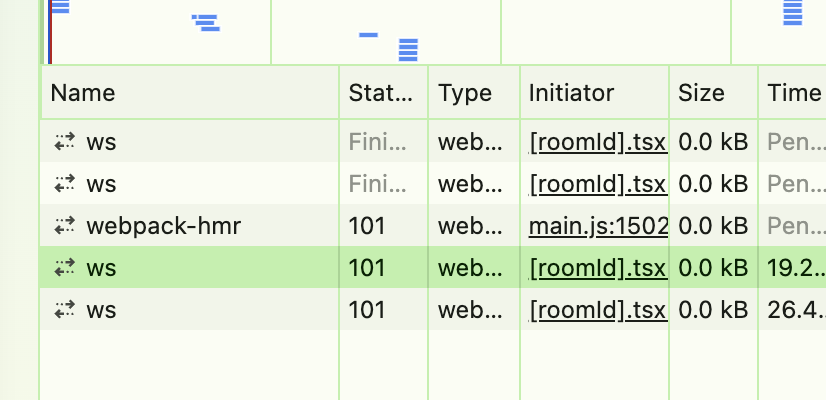 Name Stat... Type Initiator Size Time
ws Fini... web... [roomId].tsx 0.0 kB Pen...
ws Fini... web... [roomId].tsx 0.0 kB Pen...
webpack-hmr 101 web... main.js:1502 0.0 kB Pen...
ws 101 web... [roomId].tsx 0.0 kB 19.2...
ws 101 web... [roomId].tsx 0.0 kB 26.4...